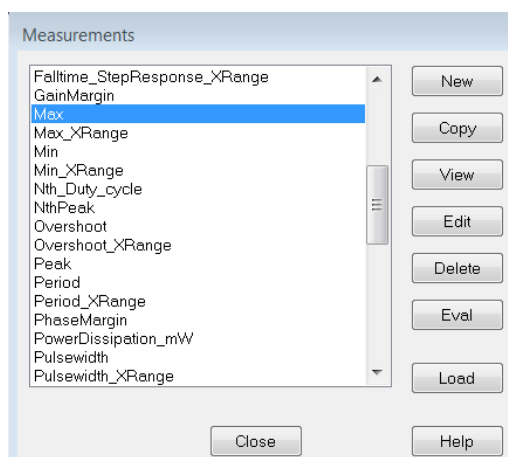 Measurements
Falltime_StepResponse_XRange
GainMargin
Max
Max_XRange
Min
Min_XRange
Nth_Duty_cycle
NthPeak
Overshoot
Overshoot_XRange
Peak
Period
Period_XRange
PhaseMargin
PowerDissipation_mW
Pulsewidth
Pulsewidth_XRange
New
Copy
View
Edit
Delete
Eval
Load
Close
Help